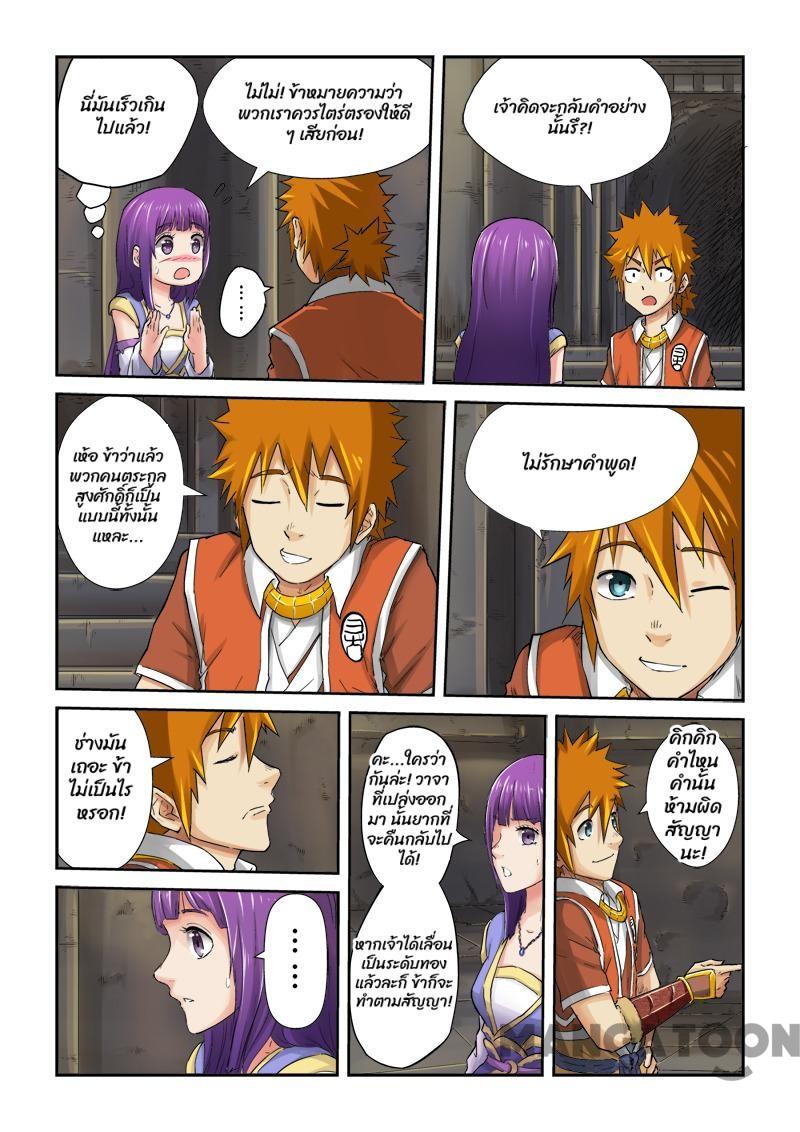 นี่มันเร็วเกิน
ไปแล้ว!
ไม่ไม่! ข้าหมายความว่า
พวกเราควรไตร่ตรองให้ดี
ๆ เสียก่อน!
......
เจ้าคิดจะกลับคำอย่าง
นั้นรึ?!
เห้อ ข้าว่าแล้ว
พวกคนตระกูล
สูงศักดิ์ก็เป็น
แบบนี้ทั้งนั้น
แหละ...
ไม่รักษาคำพูด!
ช่างมัน
เถอะ ข้า
ไม่เป็นไร
หรอก!
......
คะ...ใครว่า
กันล่ะ! วาจา
ที่เปล่งออก
มา นั้นยากที่
จะคืนกลับไป
ได้!
หากเจ้าได้เลื่อน
เป็นระดับทอง
แล้วละก็ ข้าก็จะ
ทำตามสัญญา!
คิกคิก
คำไหน
คำนั้น
ห้ามผิด
สัญญา
นะ!
MANGATOON